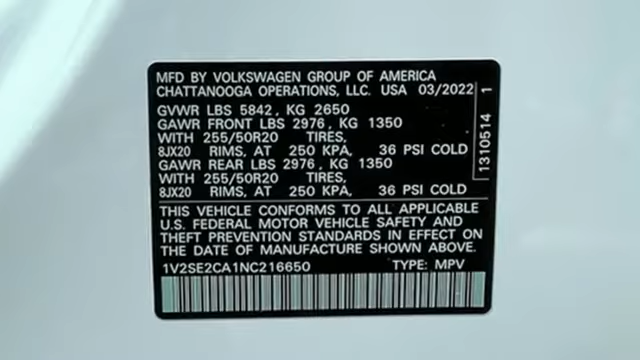 MFD BY VOLKSWAGEN GROUP OF AMERICA
CHATTANOOGA OPERATIONS, LLC. USA 03/2022
GVWR LBS 5842, KG 2650
GAWR FRONT LBS 2976, KG 1350
WITH 255/50R20 TIRES,
8JX20 RIMS, AT 250 KPA, 36 PSI COLD
GAWR REAR LBS 2976, KG 1350
WITH 255/50R20 TIRES,
8JX20 RIMS, AT 250 KPA, 36 PSI COLD
1310514 1
THIS VEHICLE CONFORMS TO ALL APPLICABLE
U.S. FEDERAL MOTOR VEHICLE SAFETY AND
THEFT PREVENTION STANDARDS IN EFFECT ON
THE DATE OF MANUFACTURE SHOWN ABOVE.
1V2SE2CA1NC216650 TYPE: MPV